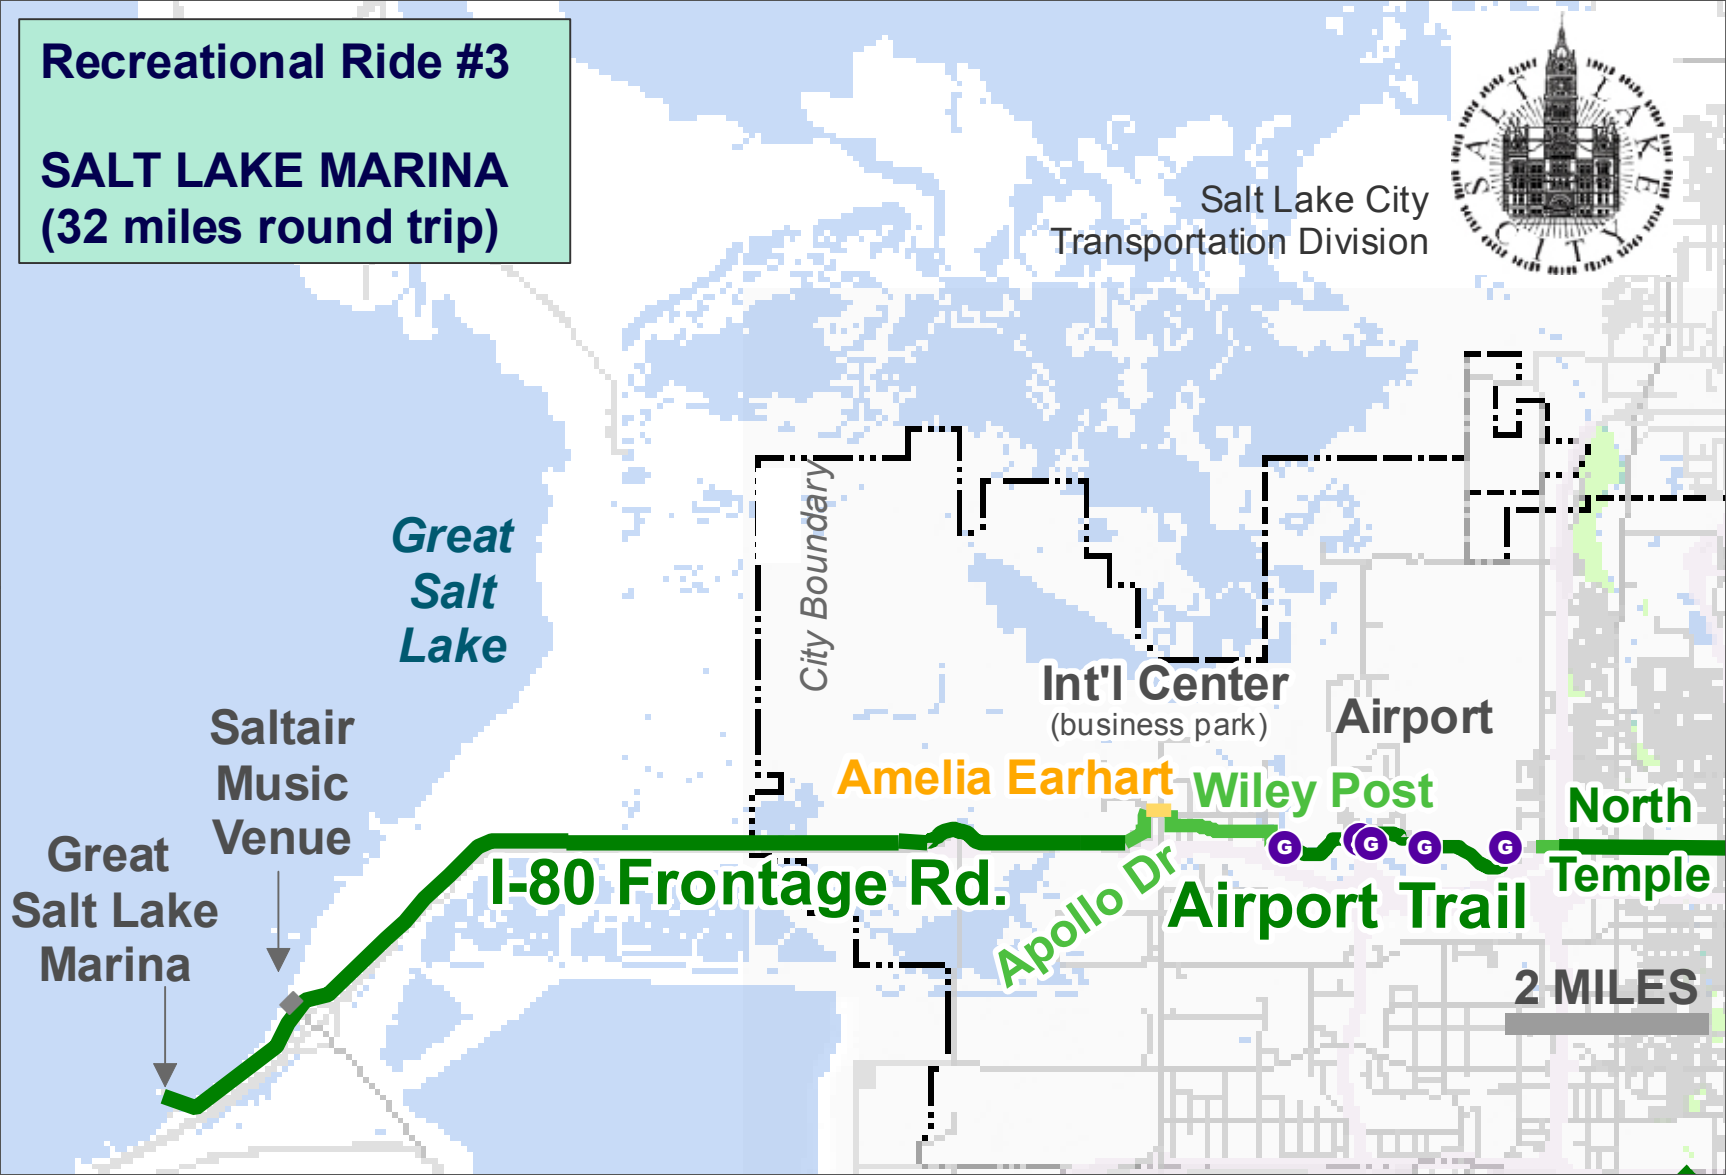 Recreational Ride #3
SALT LAKE MARINA
(32 miles round trip)
SALT LAKE CITY
Salt Lake City
Transportation Division
City Boundary
Great
Salt
Lake
Int'l Center
(business park)
Airport
Saltair
Music
Venue
Amelia Earhart
Wiley Post
North
Temple
Great
Salt Lake
Marina
I-80 Frontage Rd.
Apollo Dr
G
G
G
G
Airport Trail
2 MILES